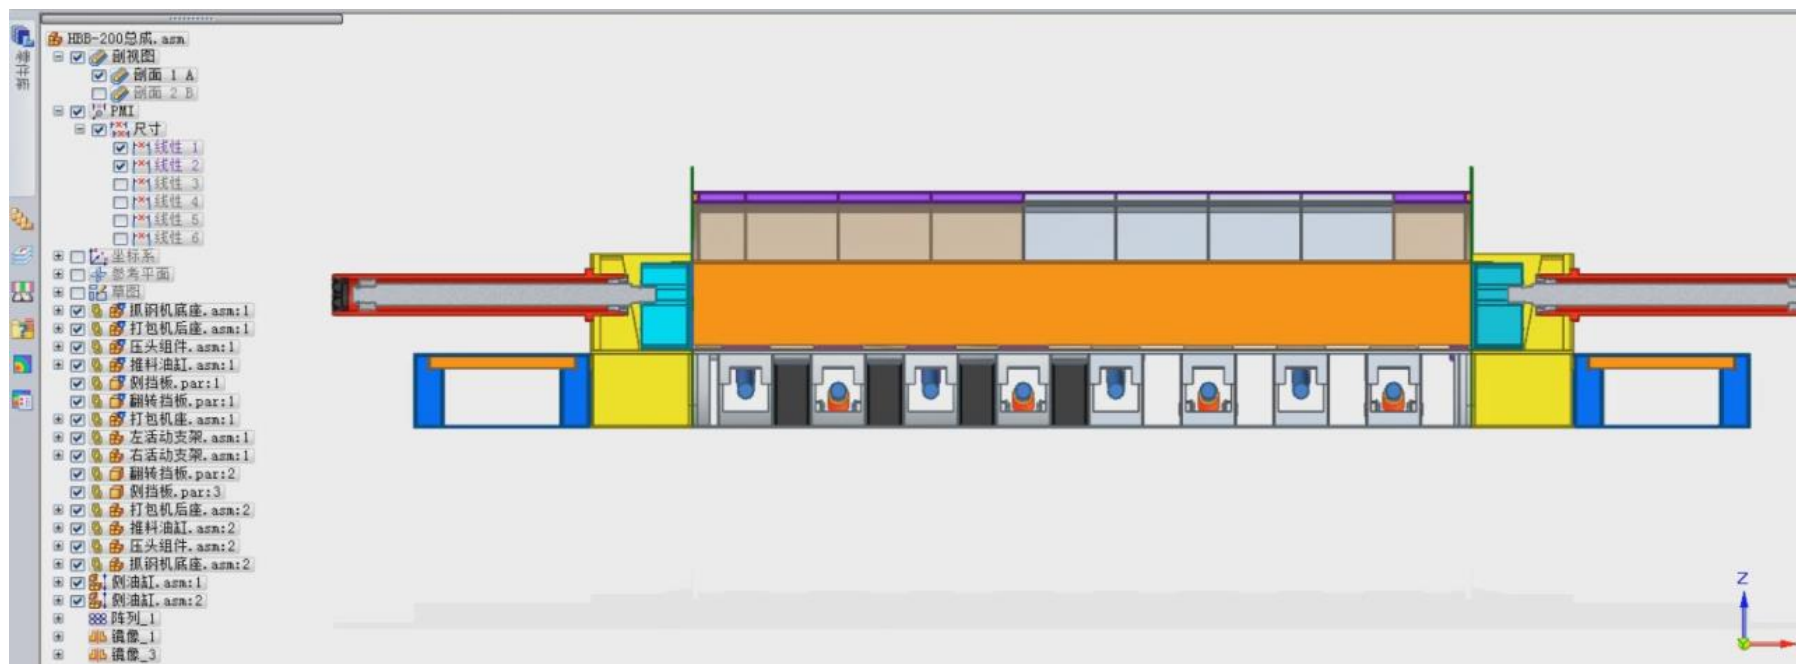 零件库
HBB-200总成.asm
剖视图
剖面 1 A
剖面 2 B
PMI
尺寸
线性 1
线性 2
线性 3
线性 4
线性 5
线性 6
坐标系
参考平面
草图
抓钢机底座.asm:1
打包机后座.asm:1
压头组件.asm:1
推料油缸.asm:1
侧挡板.par:1
翻转挡板.par:1
打包机座.asm:1
左活动支架.asm:1
右活动支架.asm:1
翻转挡板.par:2
侧挡板.par:3
打包机后座.asm:2
推料油缸.asm:2
压头组件.asm:2
抓钢机底座.asm:2
侧油缸.asm:1
侧油缸.asm:2
阵列_1
镜像_1
镜像_3
Z